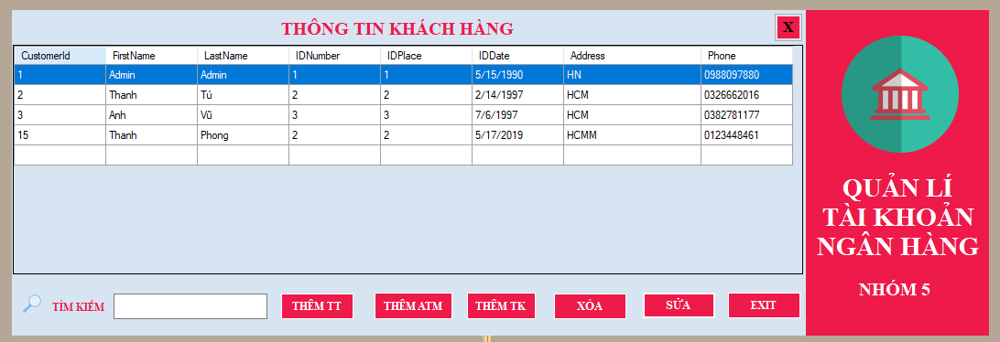 THÔNG TIN KHÁCH HÀNG
X
CustomerId FirstName LastName IDNumber IDPlace IDDate Address Phone
1 Admin Admin 1 1 5/15/1990 HN 0988097880
2 Thanh Tú 2 2 2/14/1997 HCM 0326662016
3 Anh Vũ 3 3 7/6/1997 HCM 0382781177
15 Thanh Phong 2 2 5/17/2019 HCMM 0123448461
TÌM KIẾM THÊM TT THÊM ATM THÊM TK XÓA SỬA EXIT
QUẢN LÍ
TÀI KHOẢN
NGÂN HÀNG
NHÓM 5